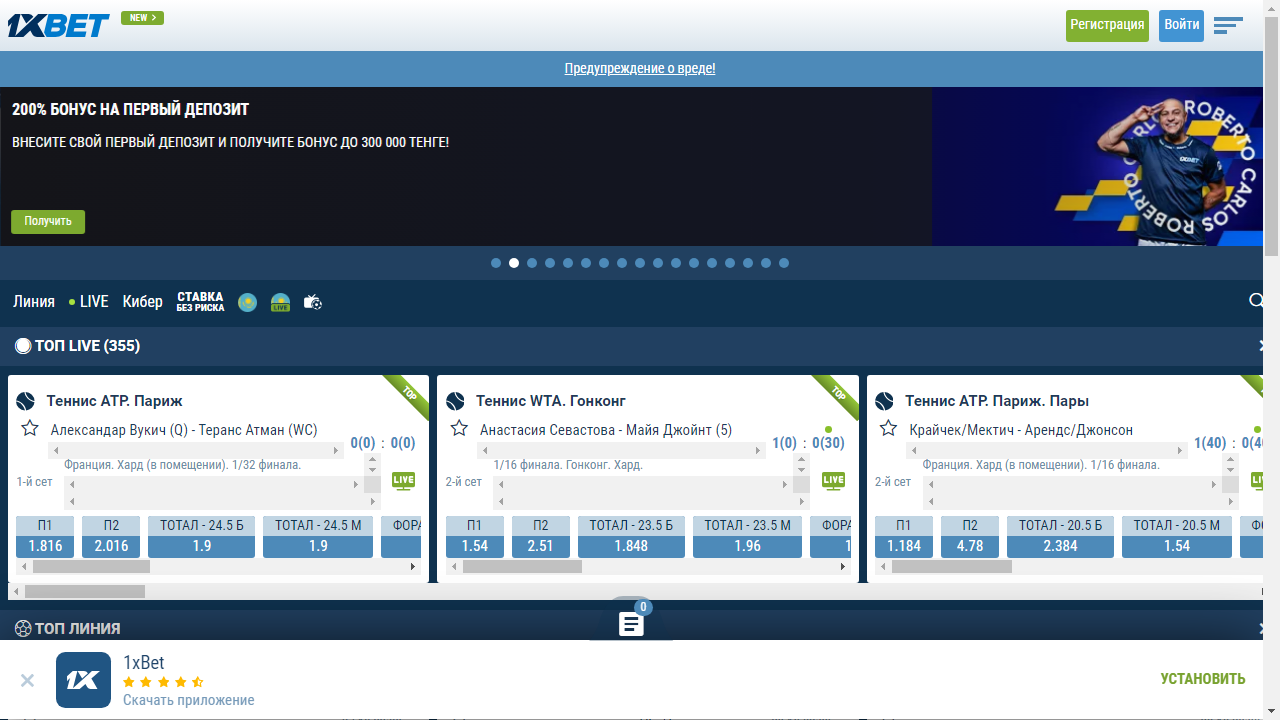 1XBET
NEW
Регистрация
Войти
Предупреждение о вреде!
200% БОНУС НА ПЕРВЫЙ ДЕПОЗИТ
ВНЕСИТЕ СВОЙ ПЕРВЫЙ ДЕПОЗИТ И ПОЛУЧИТЕ БОНУС ДО 300 000 ТЕНГЕ!
ROBERTO CARLOS ROBERTO
1XBET
Получить
Линия
LIVE
Кибер
СТАВКА
БЕЗ РИСКА
LIVE
ТОП LIVE (355)
TOP
Теннис ATP. Париж
Александар Вукич (Q) - Теранс Атман (WC)
0(0) : 0(0)
Франция. Хард (в помещении). 1/32 финала.
1-й сет
LIVE
П1 П2 ТОТАЛ - 24.5 Б ТОТАЛ - 24.5 М ФОРА
1.816 2.016 1.9 1.9
TOP
Теннис WTA. Гонконг
Анастасия Севастова - Майя Джойнт (5)
1(0) : 0(30)
1/16 финала. Гонконг. Хард.
2-й сет
LIVE
П1 П2 ТОТАЛ - 23.5 Б ТОТАЛ - 23.5 М ФОРА
1.54 2.51 1.848 1.96 1
Теннис ATP. Париж. Пары
Крайчек/Мектич - Арендс/Джонсон
1(40) : 0(40
Франция. Хард (в помещении). 1/16 финала.
2-й сет
LIVE
П1 П2 ТОТАЛ - 20.5 Б ТОТАЛ - 20.5 М
1.184 4.78 2.384 1.54
0
ТОП ЛИНИЯ
1X
1xBet
Скачать приложение
УСТАНОВИТЬ